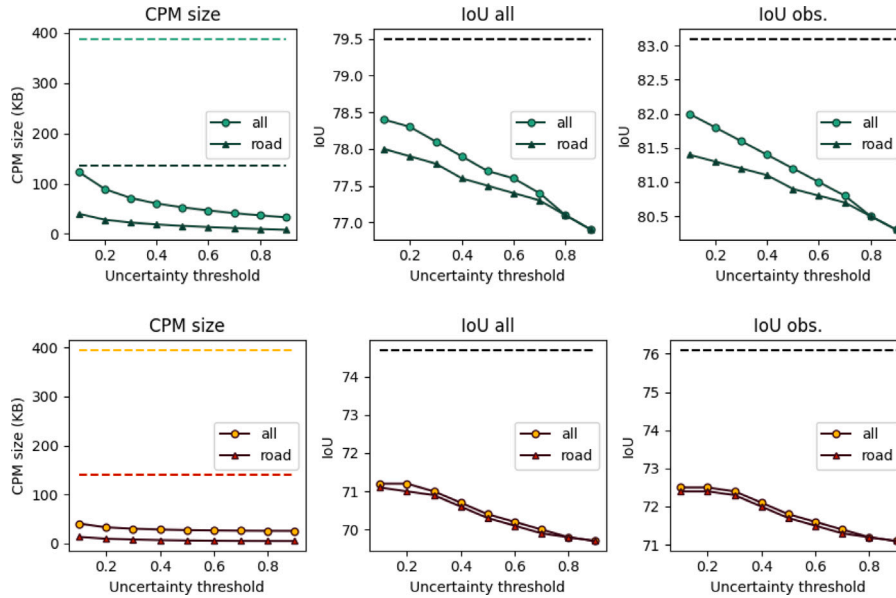 CPM size
CPM size (KB)
400
300
200
100
0
all
road
0.2 0.4 0.6 0.8
Uncertainty threshold
IoU all
IoU
79.5
79.0
78.5
78.0
77.5
77.0
all
road
0.2 0.4 0.6 0.8
Uncertainty threshold
IoU obs.
IoU
83.0
82.5
82.0
81.5
81.0
80.5
all
road
0.2 0.4 0.6 0.8
Uncertainty threshold
CPM size
CPM size (KB)
400
300
200
100
0
all
road
0.2 0.4 0.6 0.8
Uncertainty threshold
IoU all
IoU
74
73
72
71
70
all
road
0.2 0.4 0.6 0.8
Uncertainty threshold
IoU obs.
IoU
76
75
74
73
72
71
all
road
0.2 0.4 0.6 0.8
Uncertainty threshold